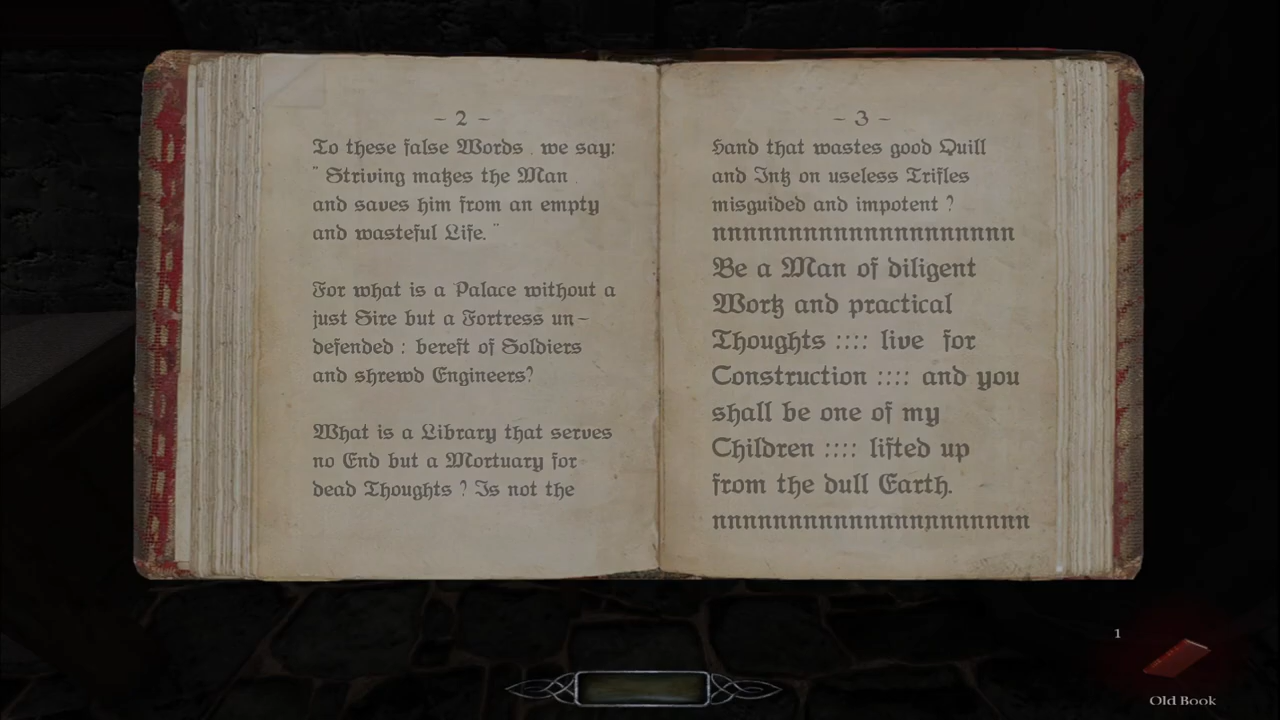 - 2 -
To these false Words . we say:
" Striving makes the Man .
and saves him from an empty
and wasteful Life. "
For what is a Palace without a
just Sire but a Fortress un-
defended : bereft of Soldiers
and shrewd Engineers?
What is a Library that serves
no End but a Mortuary for
dead Thoughts ? Is not the
- 3 -
hand that wastes good Quill
and Ink on useless Trifles
misguided and impotent ?
nnnnnnnnnnnnnnnnnnnn
Be a Man of diligent
Work and practical
Thoughts :::: live for
Construction :::: and you
shall be one of my
Children :::: lifted up
from the dull Earth.
nnnnnnnnnnnnnnnnnnnnn
1
Old Book